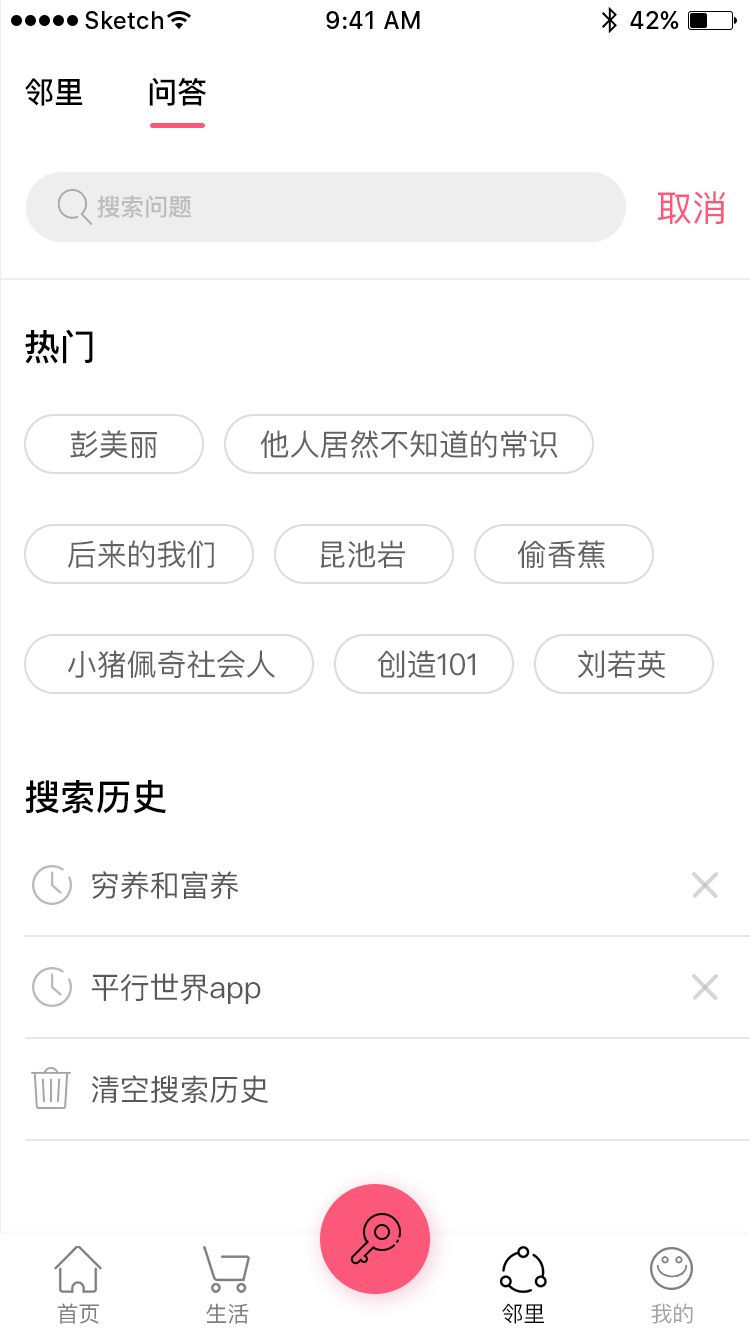 ●●●●● Sketch 9:41 AM 42%
邻里 问答
搜索问题 取消
热门
彭美丽 他人居然不知道的常识
后来的我们 昆池岩 偷香蕉
小猪佩奇社会人 创造101 刘若英
搜索历史
穷养和富养
平行世界app
清空搜索历史
首页 生活 邻里 我的